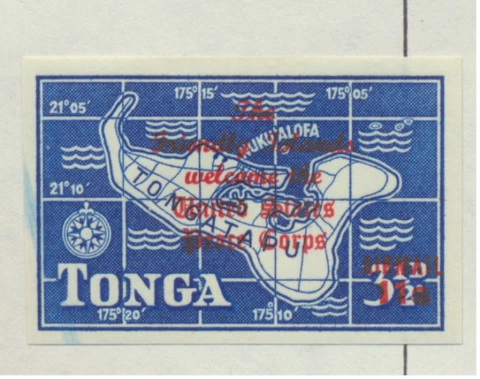 175° 15' 175° 05'
21° 05'
The
NUKUALOFA
Friendly Islands
welcome the
21° 10'
TONGATABU
United States
Peace Corps
AIRMAIL
TONGA
175° 20' 175° 10'